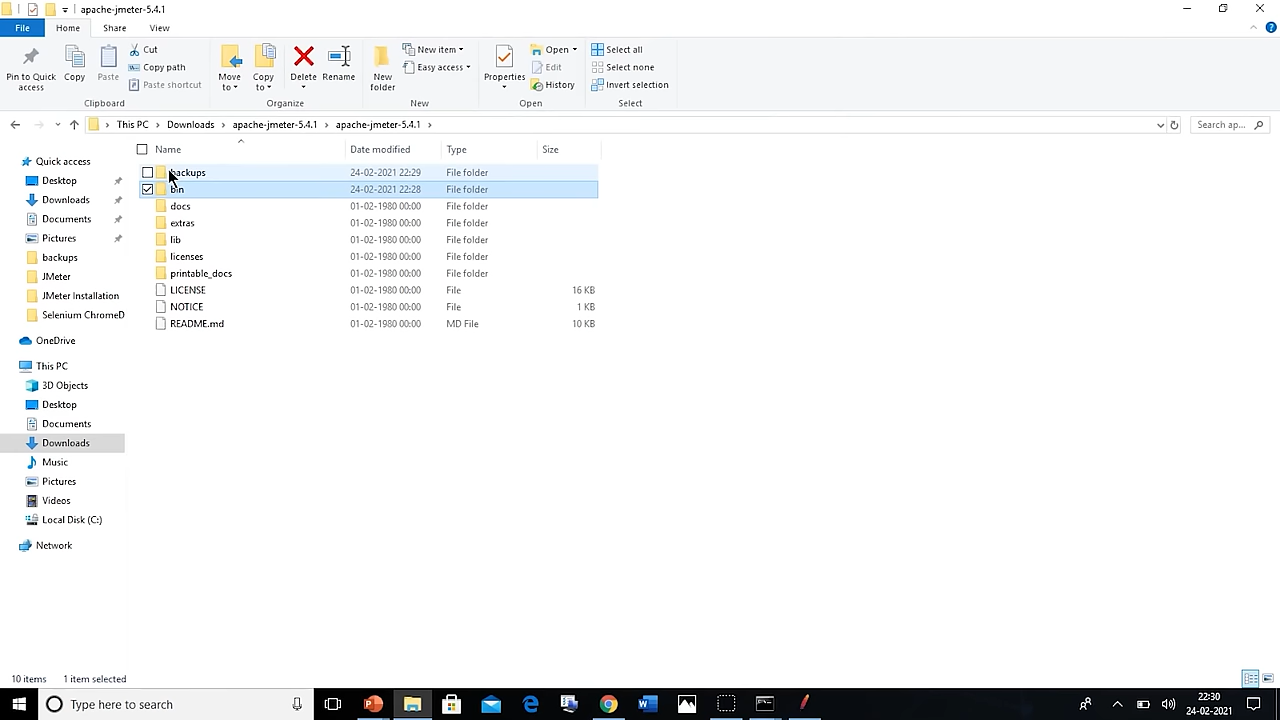 apache-jmeter-5.4.1
File Home Share View
Pin to Quick access
Copy
Paste
Cut
Copy path
Paste shortcut
Move to
Copy to
Delete
Rename
New folder
New item
Easy access
Properties
Open
Edit
History
Select all
Select none
Invert selection
Clipboard Organize New Open Select
This PC Downloads apache-jmeter-5.4.1 apache-jmeter-5.4.1
Search ap...
Name Date modified Type Size
backups 24-02-2021 22:29 File folder
bin 24-02-2021 22:28 File folder
docs 01-02-1980 00:00 File folder
extras 01-02-1980 00:00 File folder
lib 01-02-1980 00:00 File folder
licenses 01-02-1980 00:00 File folder
printable_docs 01-02-1980 00:00 File folder
LICENSE 01-02-1980 00:00 File 16 KB
NOTICE 01-02-1980 00:00 File 1 KB
README.md 01-02-1980 00:00 MD File 10 KB
Quick access
Desktop
Downloads
Documents
Pictures
backups
JMeter
JMeter Installation
Selenium ChromeD
OneDrive
This PC
3D Objects
Desktop
Documents
Downloads
Music
Pictures
Videos
Local Disk (C:)
Network
10 items 1 item selected
Type here to search
22:30
24-02-2021